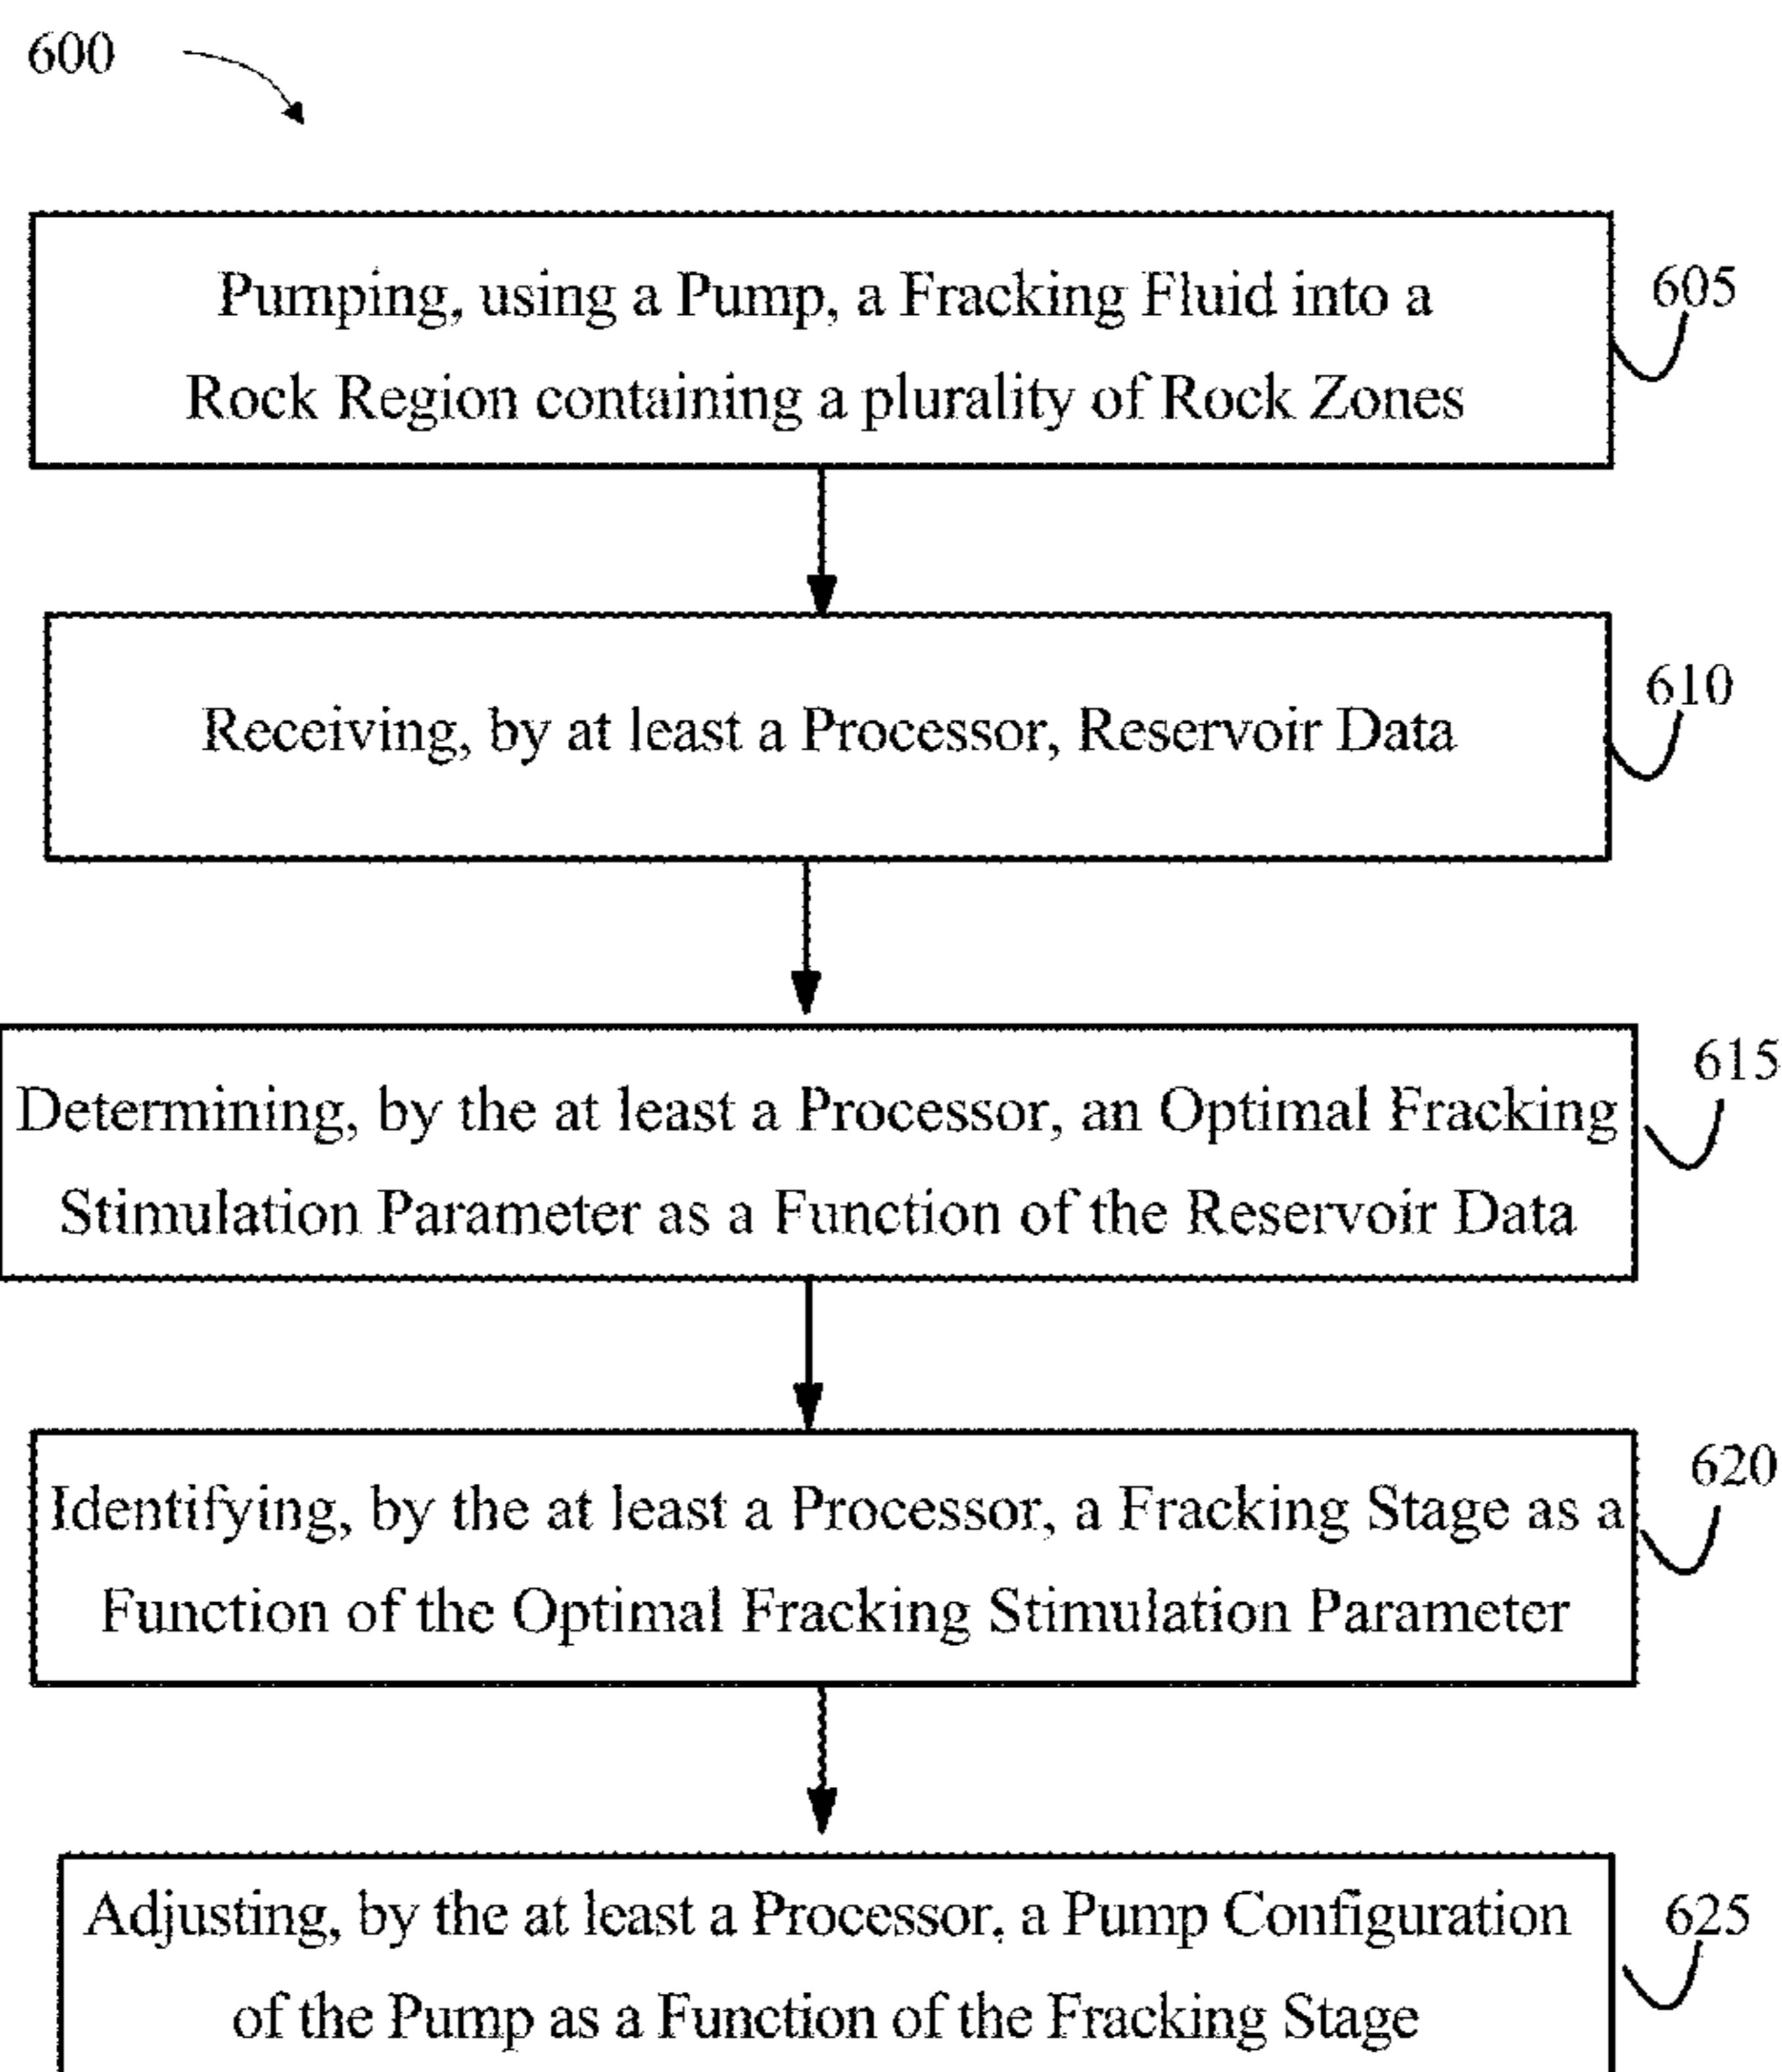 600
Pumping, using a Pump, a Fracking Fluid into a
Rock Region containing a plurality of Rock Zones
605
Receiving, by at least a Processor, Reservoir Data
610
Determining, by the at least a Processor, an Optimal Fracking
Stimulation Parameter as a Function of the Reservoir Data
615
Identifying, by the at least a Processor, a Fracking Stage as a
Function of the Optimal Fracking Stimulation Parameter
620
Adjusting, by the at least a Processor, a Pump Configuration
of the Pump as a Function of the Fracking Stage
625